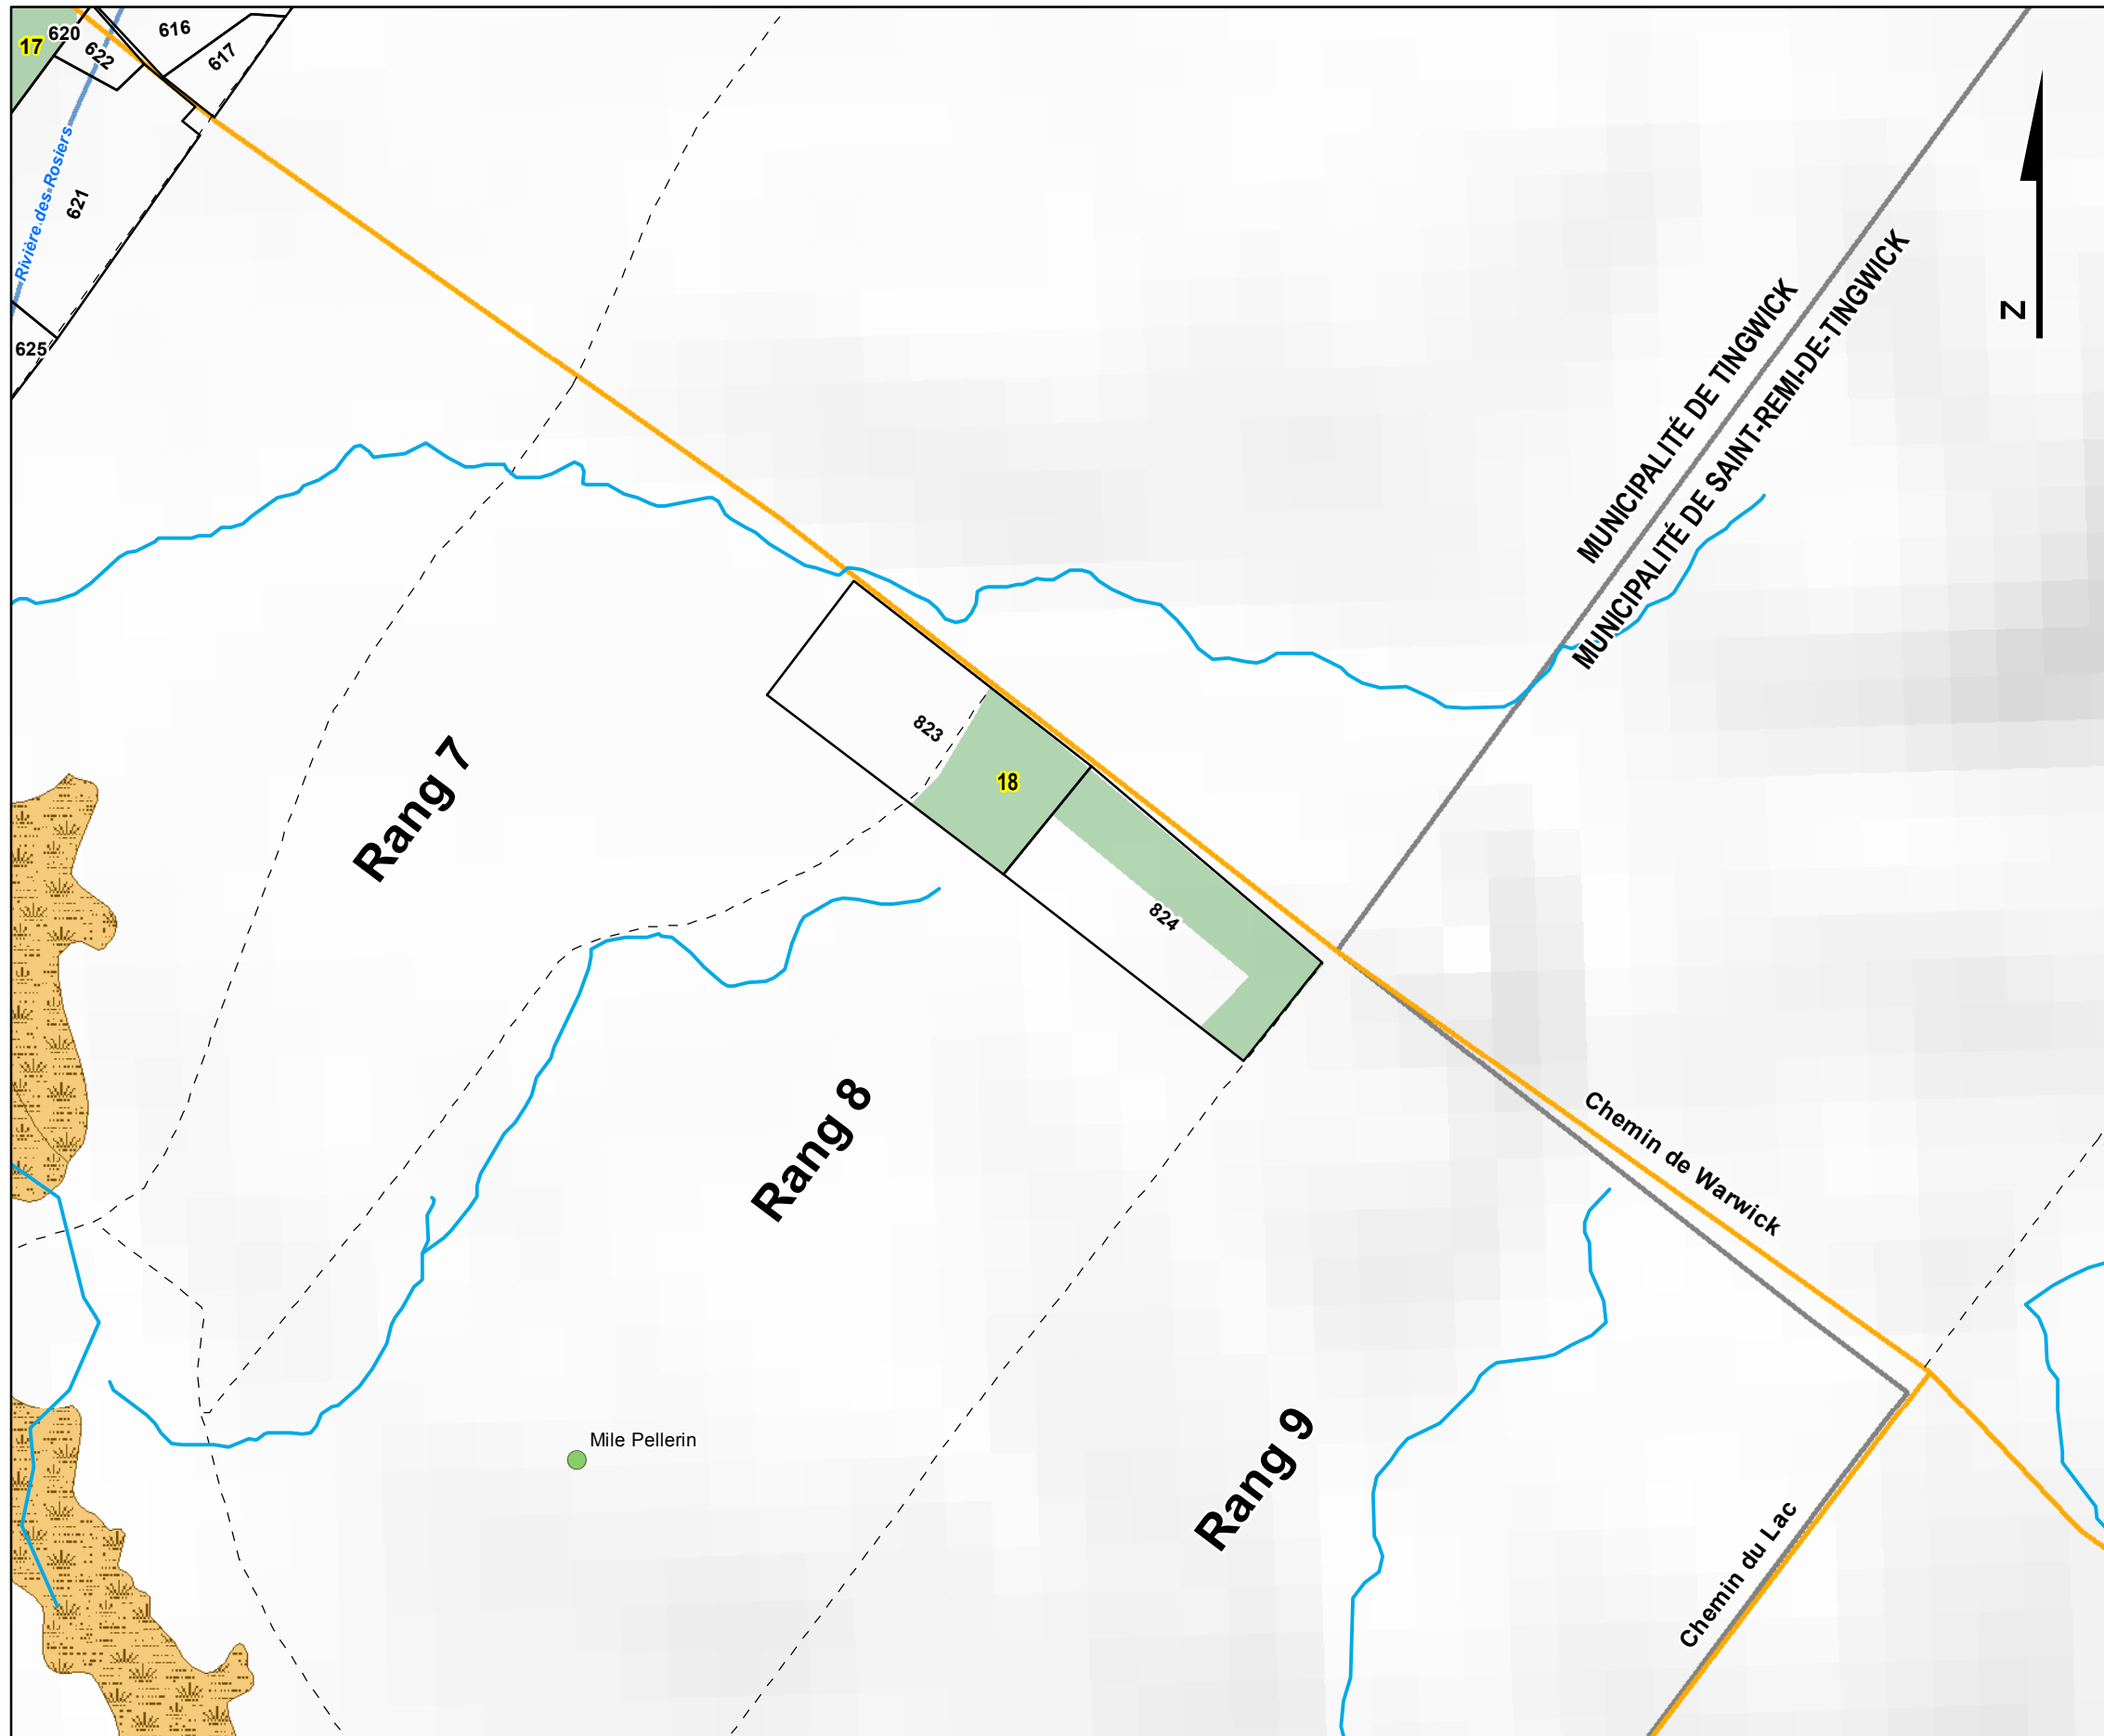 616
620
17
622
617
Rivière des Rosiers
621
625
N
MUNICIPALITÉ DE TINGWICK
MUNICIPALITÉ DE SAINT-REMI-DE-TINGWICK
823
18
824
Rang 7
Rang 8
Rang 9
Chemin de Warwick
Mile Pellerin
Chemin du Lac